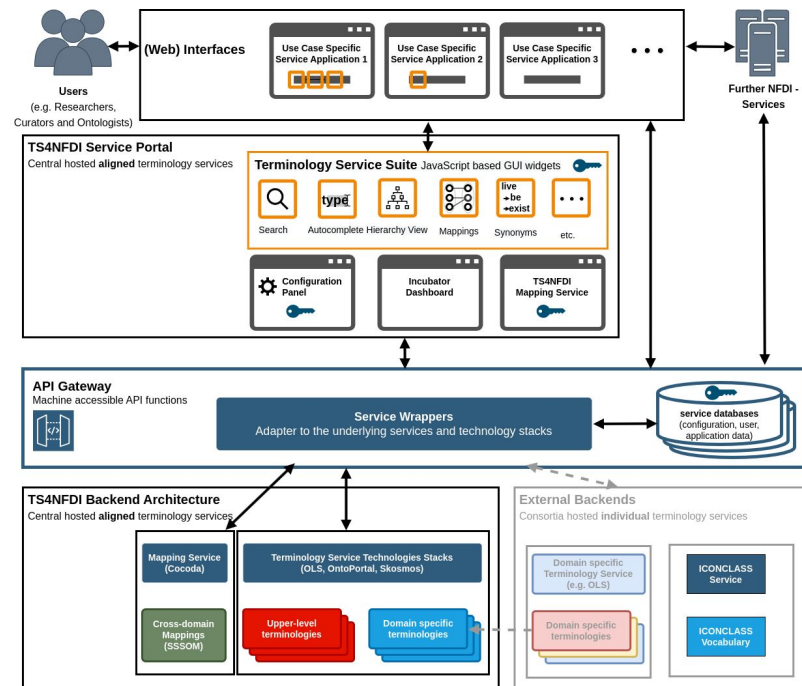 (Web) Interfaces
Use Case Specific
Service Application 1
Use Case Specific
Service Application 2
Use Case Specific
Service Application 3
Users
(e.g. Researchers,
Curators and Ontologists)
Further NFDI -
Services
TS4NFDI Service Portal
Central hosted aligned terminology services
Terminology Service Suite JavaScript based GUI widgets
type
live
be
exist
Search
Autocomplete
Hierarchy View
Mappings
Synonyms
etc.
Configuration
Panel
Incubator
Dashboard
TS4NFDI
Mapping Service
API Gateway
Machine accessible API functions
</>
Service Wrappers
Adapter to the underlying services and technology stacks
service databases
(configuration, user,
application data)
TS4NFDI Backend Architecture
Central hosted aligned terminology services
Mapping Service
(Cocoda)
Terminology Service Technologies Stacks
(OLS, OntoPortal, Skosmos)
Cross-domain
Mappings
(SSSOM)
Upper-level
terminologies
Domain specific
terminologies
External Backends
Consortia hosted individual terminology services
Domain specific
Terminology Service
(e.g. OLS)
Domain specific
terminologies
ICONCLASS
Service
ICONCLASS
Vocabulary